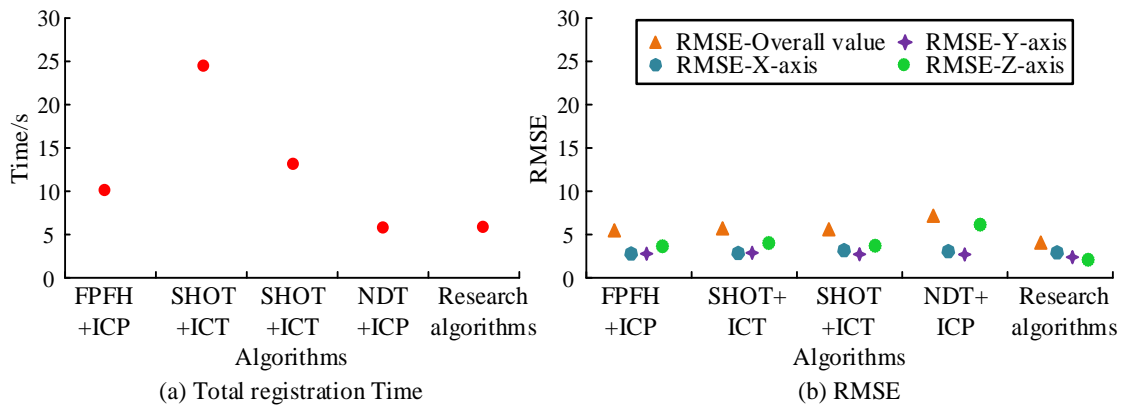 30
25
20
15
10
5
0
Time/s
FPFH
+ICP
SHOT
+ICT
SHOT
+ICT
NDT
+ICP
Research
algorithms
Algorithms
(a) Total registration Time
30
25
20
15
10
5
0
RMSE
RMSE-Overall value
RMSE-Y-axis
RMSE-X-axis
RMSE-Z-axis
FPFH
+ICP
SHOT+
ICT
SHOT
+ICT
NDT+
ICP
Research
algorithms
Algorithms
(b) RMSE